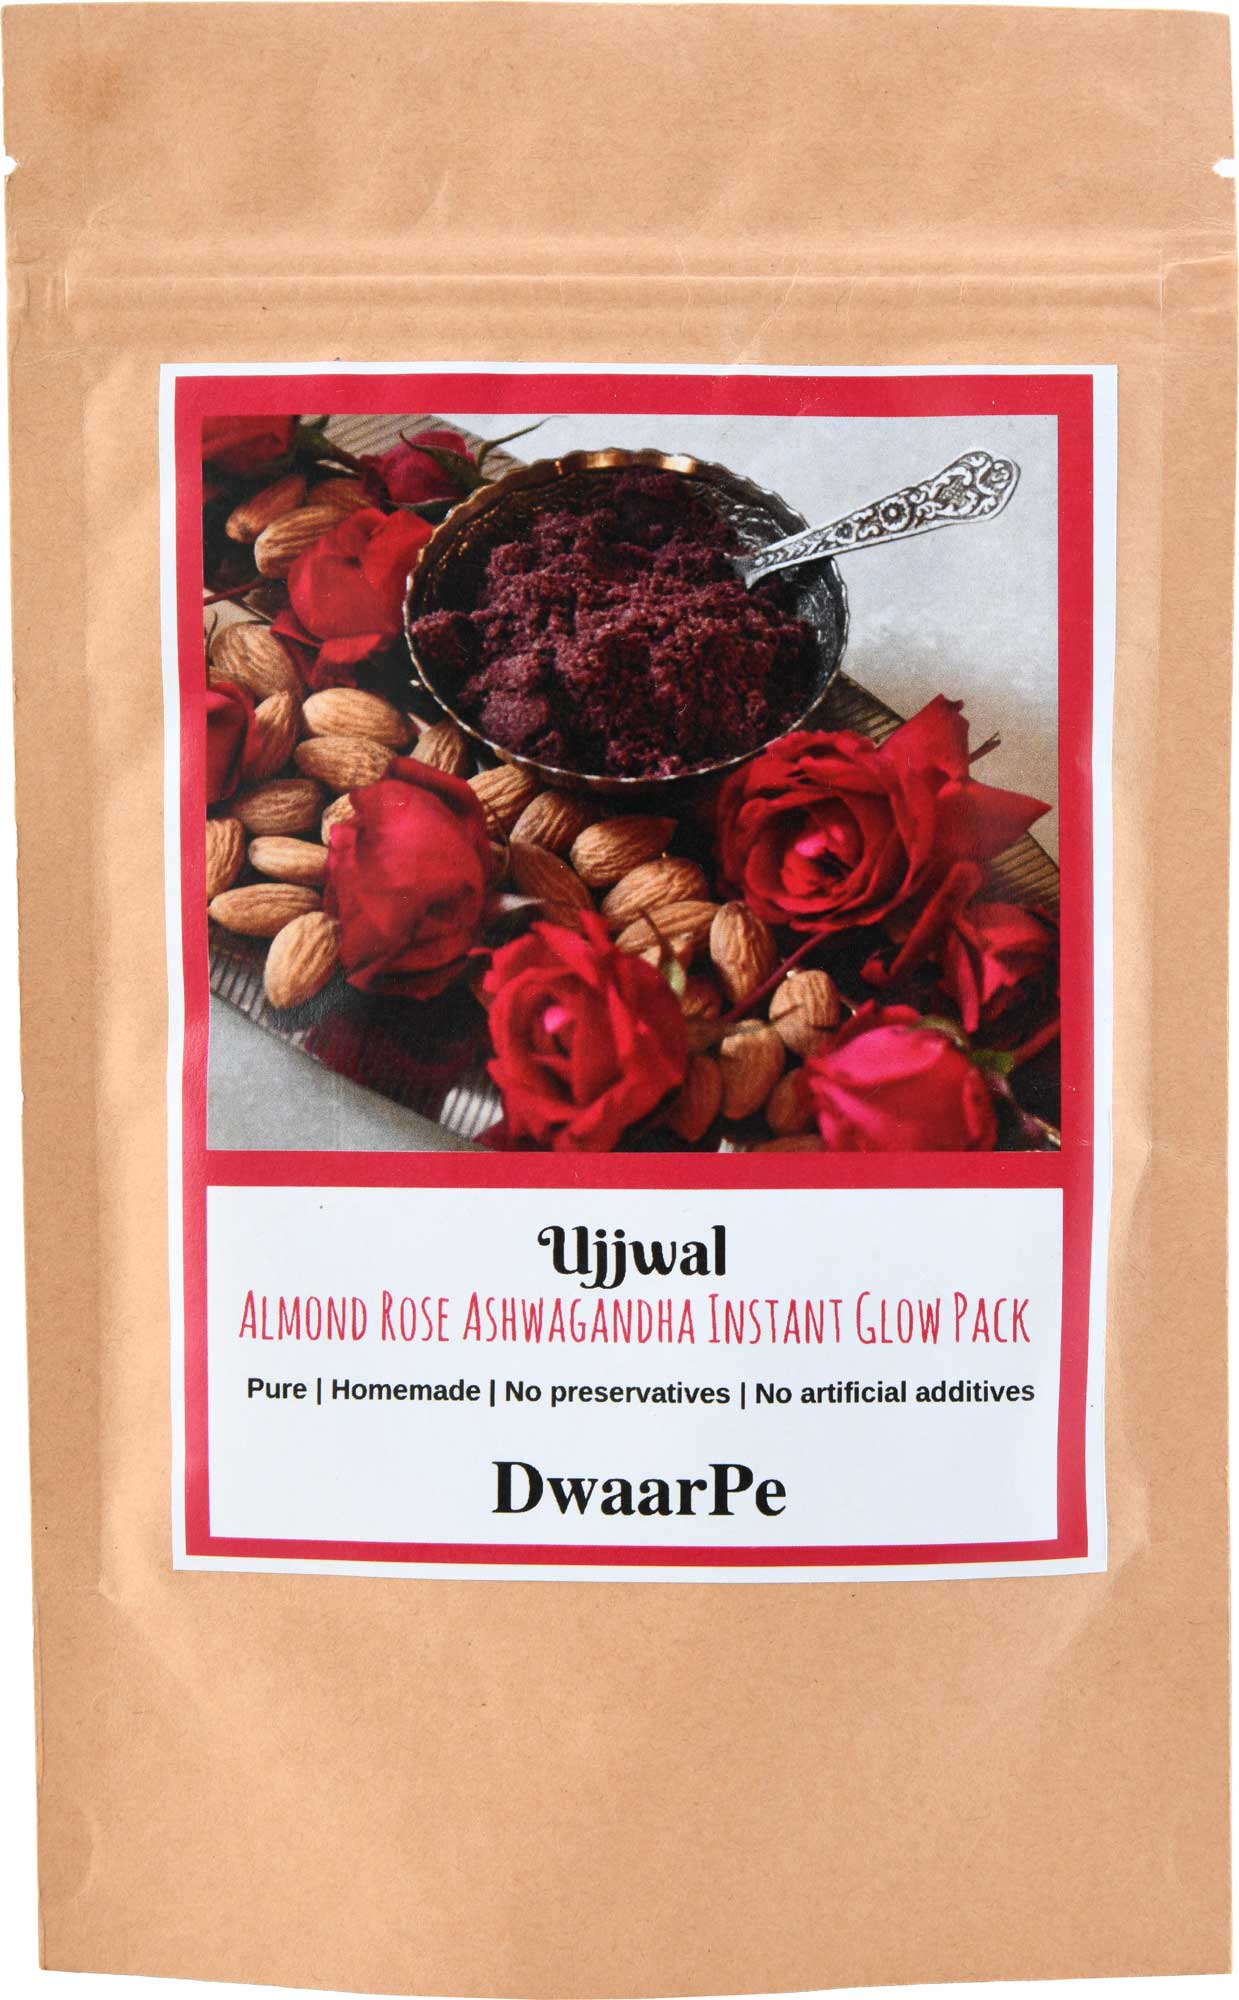 Ujjwal
ALMOND ROSE ASHWAGANDHA INSTANT GLOW PACK
Pure | Homemade | No preservatives | No artificial additives
DwaarPe